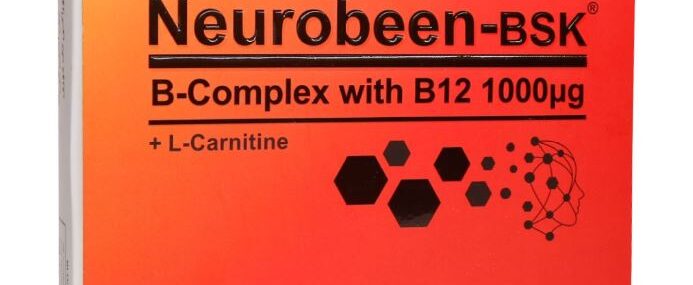 Neurobeen-BSK®
B-Complex with B12 1000µg
+ L-Carnitine